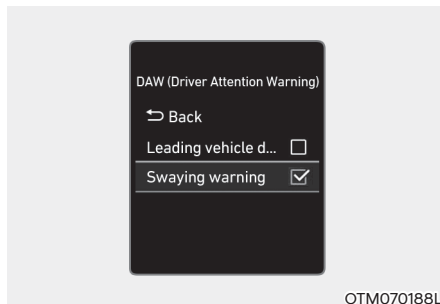 DAW (Driver Attention Warning)
Back
Leading vehicle d...
Swaying warning
OTM070188L